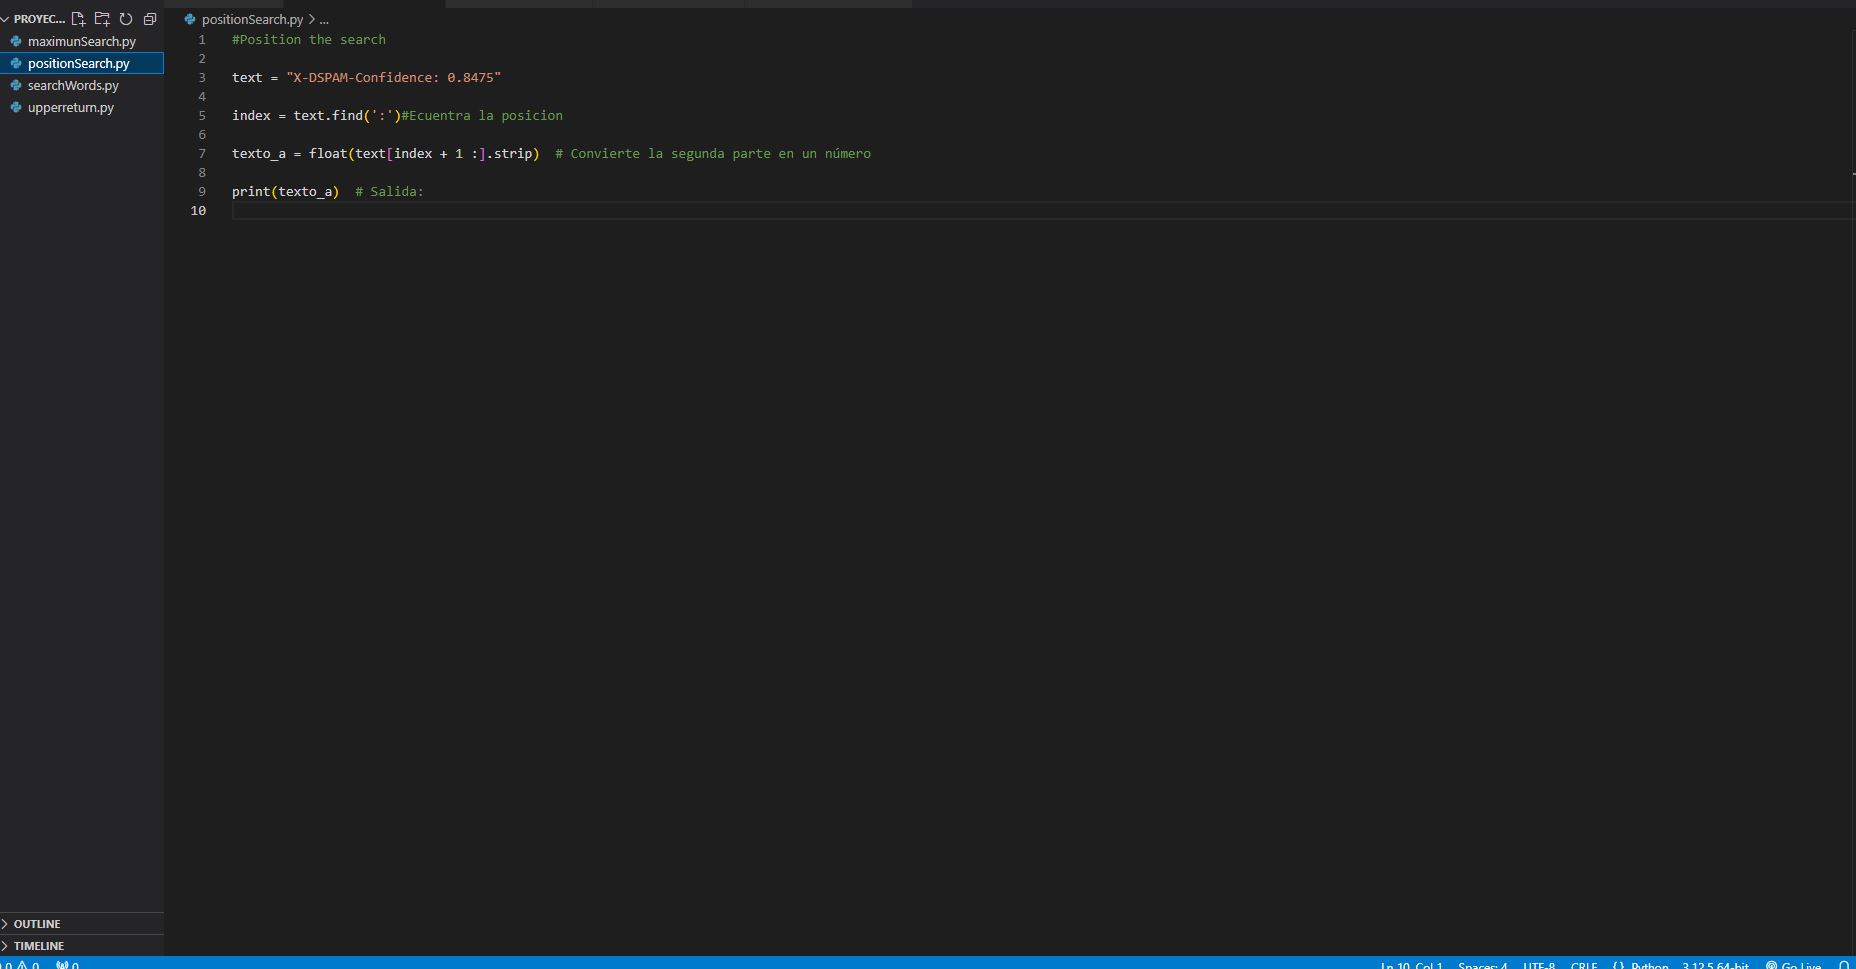 PROYEC...
maximunSearch.py
positionSearch.py
searchWords.py
upperreturn.py
positionSearch.py > ...
1 #Position the search
2
3 text = "X-DSPAM-Confidence: 0.8475"
4
5 index = text.find(':')#Ecuentra la posicion
6
7 texto_a = float(text[index + 1 :].strip)  # Convierte la segunda parte en un número
8
9 print(texto_a)  # Salida:
10
OUTLINE
TIMELINE
0 0 0 Ln 10, Col 1 Spaces: 4 UTF-8 CRLF {} Python 3.12.5 64-bit Go Live